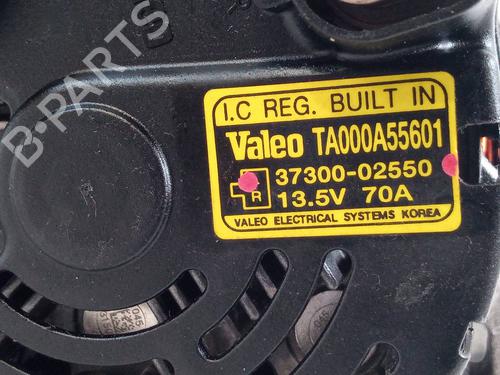 B-PARTS
I.C REG. BUILT IN
Valeo TA000A55601
37300-02550
R
13.5V 70A
VALEO ELECTRICAL SYSTEMS KOREA